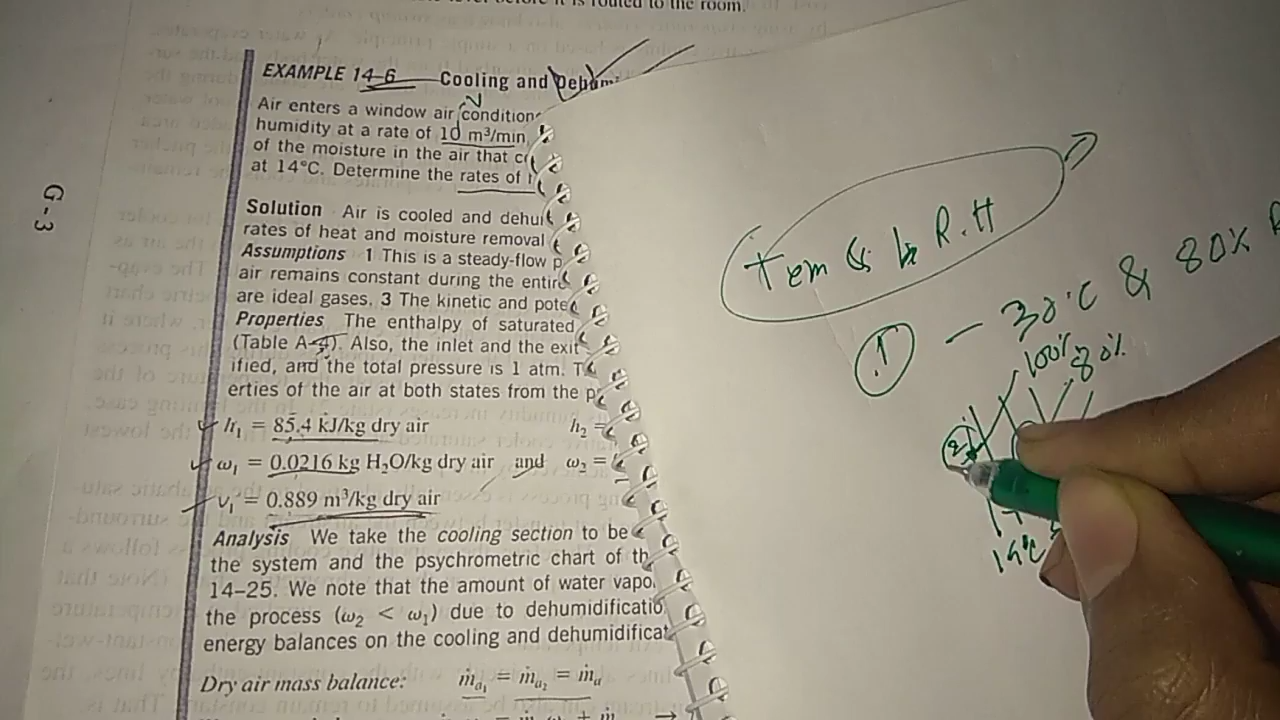 before it is routed to the room.
EXAMPLE 14-6 Cooling and Dehumi
Air enters a window air condition
humidity at a rate of 10 m³/min,
of the moisture in the air that c
at 14°C. Determine the rates of
Solution Air is cooled and dehu
rates of heat and moisture removal
Assumptions 1 This is a steady-flow p
air remains constant during the entire
are ideal gases. 3 The kinetic and pote
Properties The enthalpy of saturated
(Table A-4). Also, the inlet and the exit
ified, and the total pressure is 1 atm. T
erties of the air at both states from the p
h₁ = 85.4 kJ/kg dry air h₂ =
ω₁ = 0.0216 kg H₂O/kg dry air and ω₂ =
v₁ = 0.889 m³/kg dry air
Analysis We take the cooling section to be
the system and the psychrometric chart of th
14–25. We note that the amount of water vapo
the process (ω₂ < ω₁) due to dehumidificatio
energy balances on the cooling and dehumidificat
Dry air mass balance: ṁa₁ = ṁa₂ = ṁa
G-3
R.H
① – 30°C & 80% R
100% 80%
②
14°C